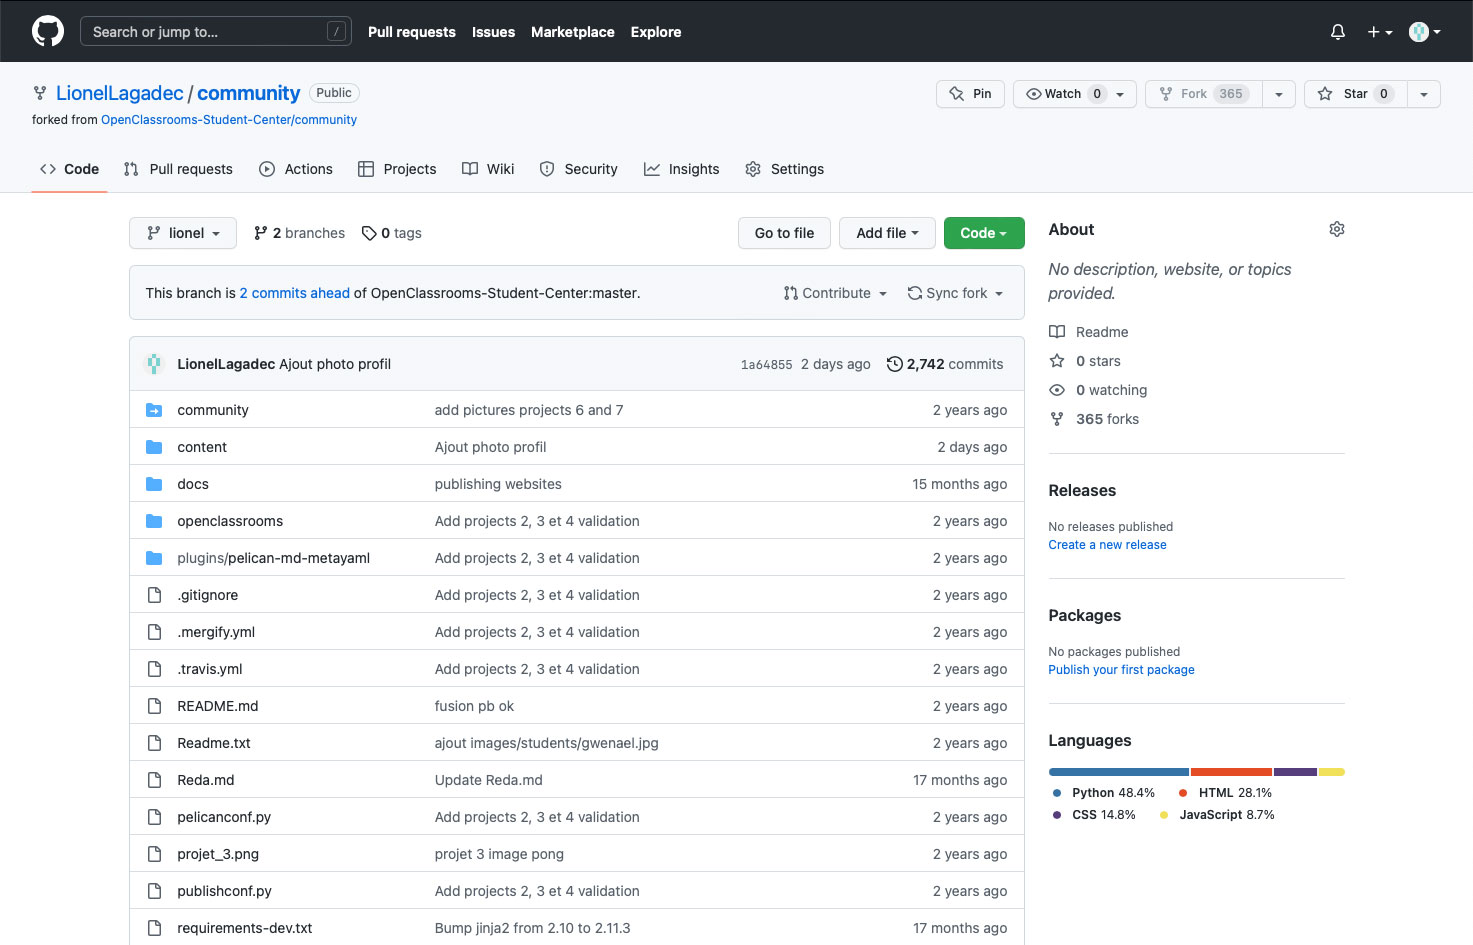 Search or jump to... /
Pull requests Issues Marketplace Explore
LionelLagadec / community Public
Pin Watch 0 Fork 365 Star 0
forked from OpenClassrooms-Student-Center/community
Code Pull requests Actions Projects Wiki Security Insights Settings
lionel 2 branches 0 tags Go to file Add file Code
This branch is 2 commits ahead of OpenClassrooms-Student-Center:master. Contribute Sync fork
LionelLagadec Ajout photo profil 1a64855 2 days ago 2,742 commits
community add pictures projects 6 and 7 2 years ago
content Ajout photo profil 2 days ago
docs publishing websites 15 months ago
openclassrooms Add projects 2, 3 et 4 validation 2 years ago
plugins/pelican-md-metayaml Add projects 2, 3 et 4 validation 2 years ago
.gitignore Add projects 2, 3 et 4 validation 2 years ago
.mergify.yml Add projects 2, 3 et 4 validation 2 years ago
.travis.yml Add projects 2, 3 et 4 validation 2 years ago
README.md fusion pb ok 2 years ago
Readme.txt ajout images/students/gwenael.jpg 2 years ago
Reda.md Update Reda.md 17 months ago
pelicanconf.py Add projects 2, 3 et 4 validation 2 years ago
projet_3.png projet 3 image pong 2 years ago
publishconf.py Add projects 2, 3 et 4 validation 2 years ago
requirements-dev.txt Bump jinja2 from 2.10 to 2.11.3 17 months ago
About
No description, website, or topics
provided.
Readme
0 stars
0 watching
365 forks
Releases
No releases published
Create a new release
Packages
No packages published
Publish your first package
Languages
Python 48.4% HTML 28.1%
CSS 14.8% JavaScript 8.7%